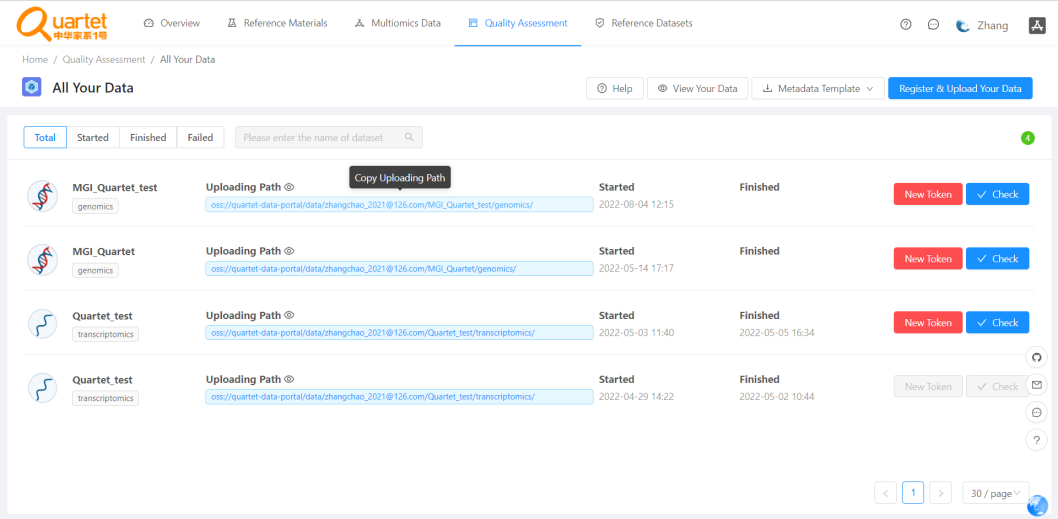 Quartet
中华家系1号
Overview
Reference Materials
Multiomics Data
Quality Assessment
Reference Datasets
Zhang
Home / Quality Assessment / All Your Data
All Your Data
Help
View Your Data
Metadata Template
Register & Upload Your Data
Total
Started
Finished
Failed
Please enter the name of dataset
4
Copy Uploading Path
MGI_Quartet_test
genomics
Uploading Path
oss://quartet-data-portal/data/zhangchao_2021@126.com/MGI_Quartet_test/genomics/
Started
2022-08-04 12:15
Finished
New Token
Check
MGI_Quartet
genomics
Uploading Path
oss://quartet-data-portal/data/zhangchao_2021@126.com/MGI_Quartet/genomics/
Started
2022-05-14 17:17
Finished
New Token
Check
Quartet_test
transcriptomics
Uploading Path
oss://quartet-data-portal/data/zhangchao_2021@126.com/Quartet_test/transcriptomics/
Started
2022-05-03 11:40
Finished
2022-05-05 16:34
New Token
Check
Quartet_test
transcriptomics
Uploading Path
oss://quartet-data-portal/data/zhangchao_2021@126.com/Quartet_test/transcriptomics/
Started
2022-04-29 14:22
Finished
2022-05-02 10:44
New Token
Check
1
30 / page